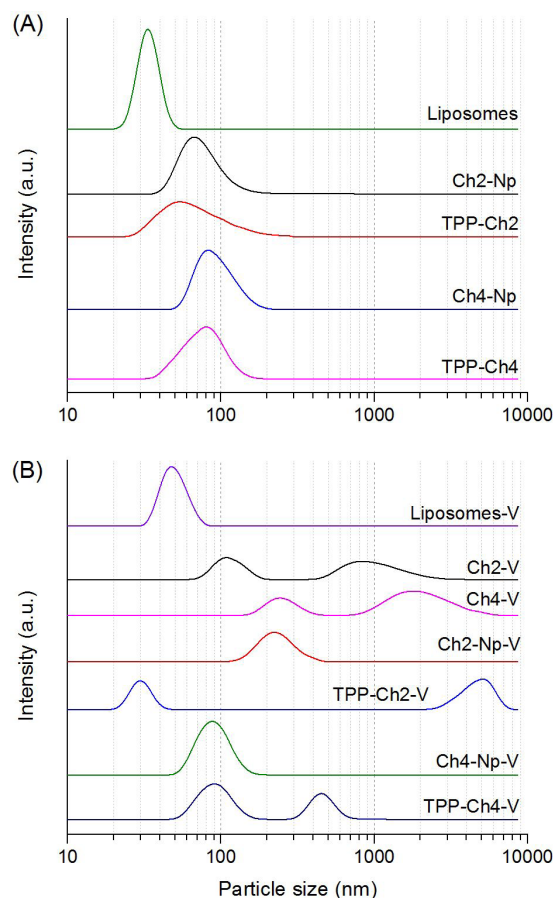 (A)
Liposomes
Ch2-Np
TPP-Ch2
Ch4-Np
TPP-Ch4
Intensity (a.u.)
10 100 1000 10000
(B)
Liposomes-V
Ch2-V
Ch4-V
Ch2-Np-V
TPP-Ch2-V
Ch4-Np-V
TPP-Ch4-V
Intensity (a.u.)
10 100 1000 10000
Particle size (nm)